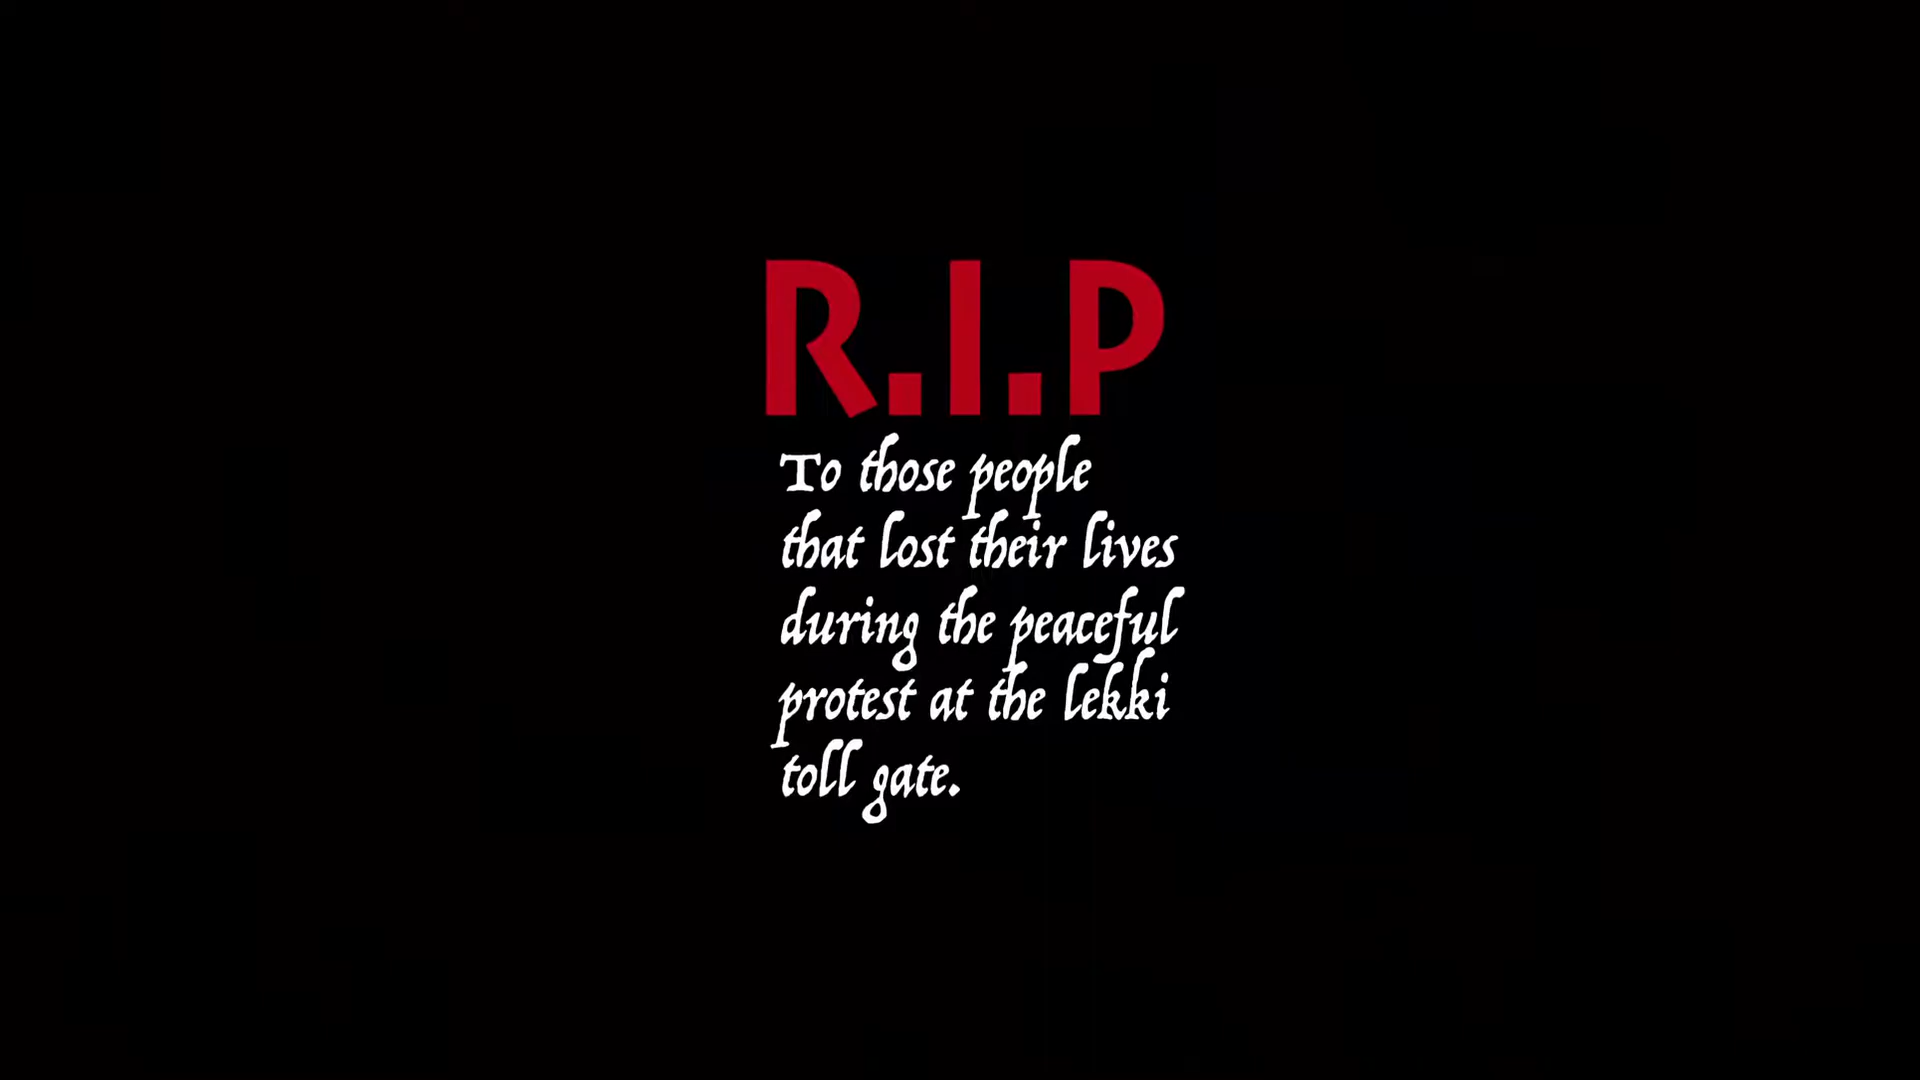 R.I.P
To those people
that lost their lives
during the peaceful
protest at the lekki
toll gate.